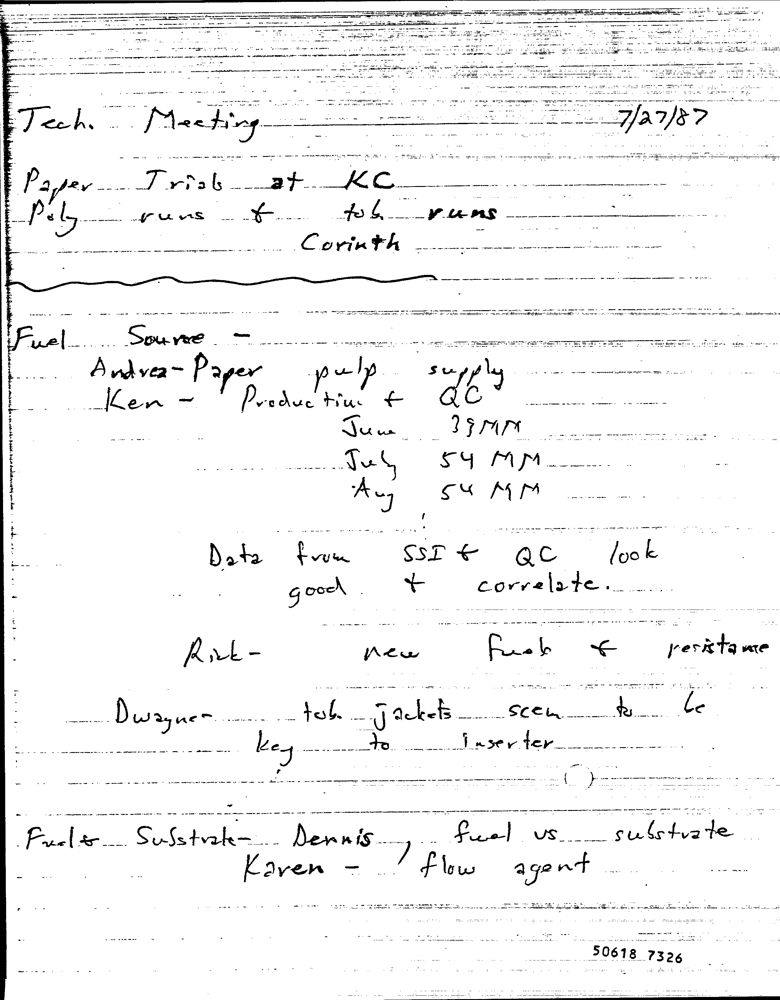 Tech. Meeting 7/27/87
Paper Trials at KC
Poly runs & tob. runs
Corinth
Fuel Source -
Andrea - Paper pulp supply
Ken - Production & QC
June 39 MM
July 54 MM
Aug 54 MM
Data from SSI & QC look
good & correlate.
Rick - new fuels & resistance
Dwayne - tob. jackets seem to be
key to inserter
Fuel & Substrate - Dennis, fuel vs substrate
Karen - flow agent
50618 7326